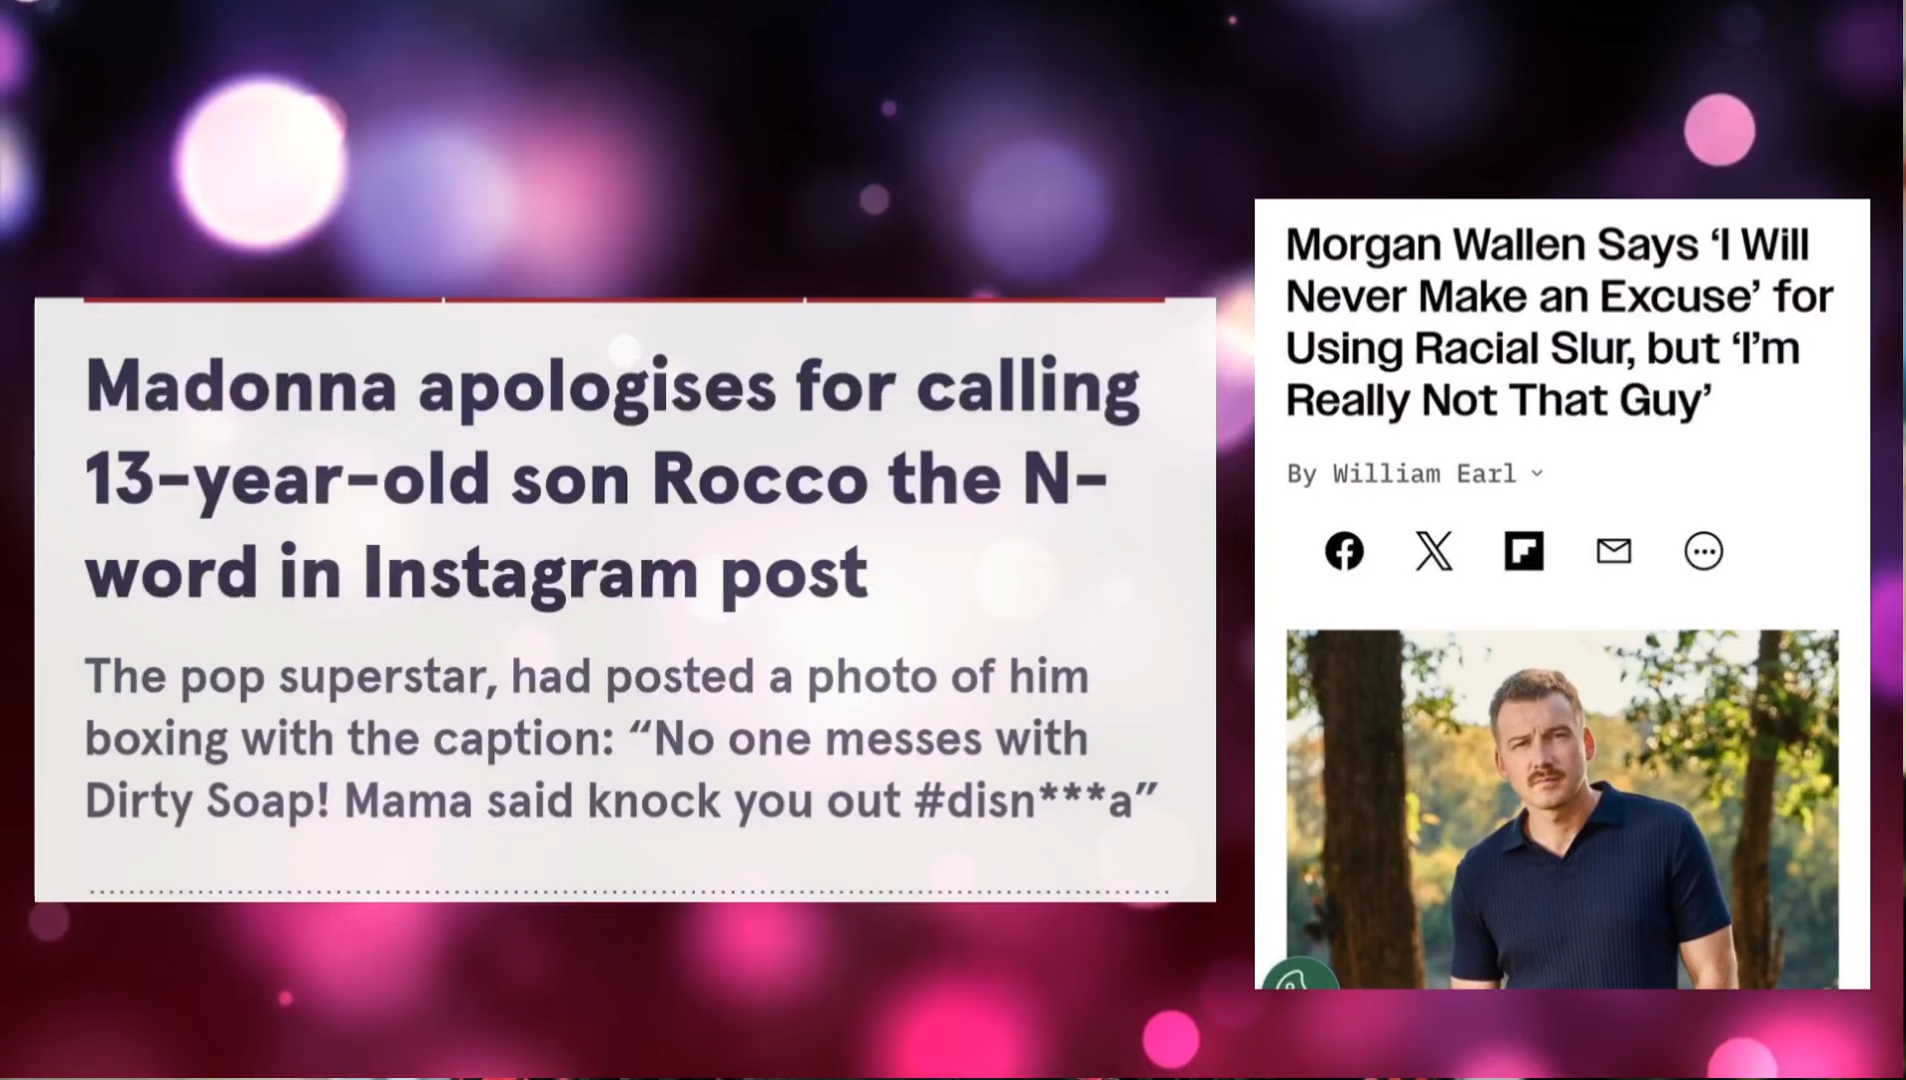 Madonna apologises for calling
13-year-old son Rocco the N-
word in Instagram post
The pop superstar, had posted a photo of him
boxing with the caption: “No one messes with
Dirty Soap! Mama said knock you out #disn***a”
Morgan Wallen Says ‘I Will
Never Make an Excuse’ for
Using Racial Slur, but ‘I’m
Really Not That Guy’
By William Earl